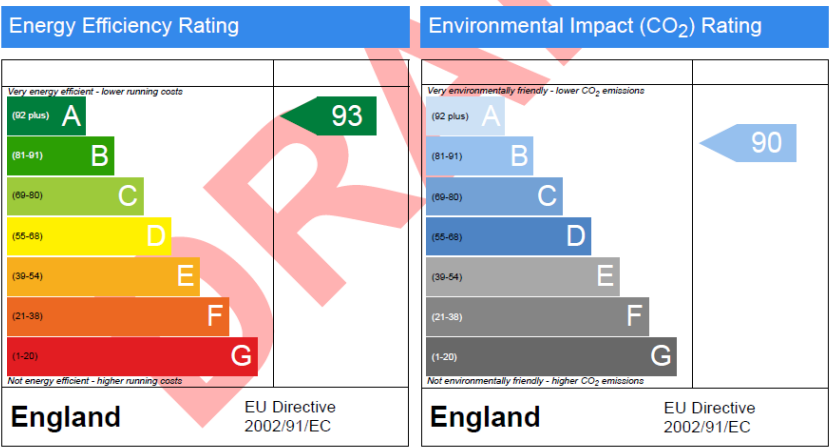 Energy Efficiency Rating
Very energy efficient - lower running costs
(92 plus) A
93
(81-91) B
(69-80) C
(55-68) D
(39-54) E
(21-38) F
(1-20) G
Not energy efficient - higher running costs
England
EU Directive
2002/91/EC
Environmental Impact (CO2) Rating
Very environmentally friendly - lower CO2 emissions
(92 plus) A
(81-91) B
90
(69-80) C
(55-68) D
(39-54) E
(21-38) F
(1-20) G
Not environmentally friendly - higher CO2 emissions
England
EU Directive
2002/91/EC
DRA